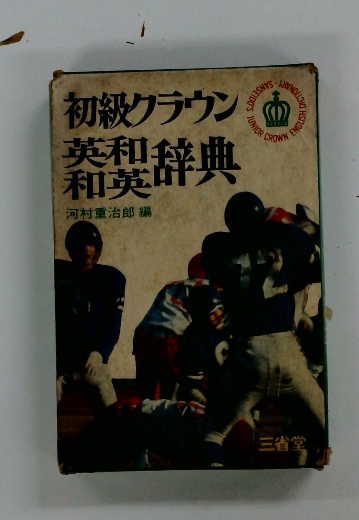 初級クラウン
英和
和英
辞典
河村重治郎 編
SANSEIDO'S JUNIOR CROWN ENGLISH DICTIONARY
三省堂